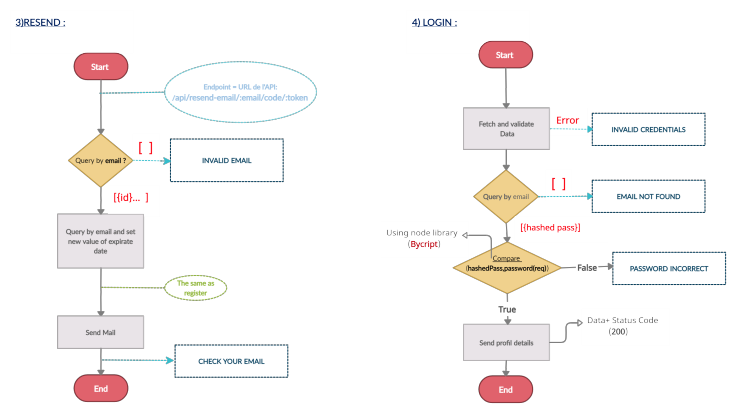 3)RESEND :
Start
Endpoint = URL de l'API:
/api/resend-email/:email/code/:token
Query by email ?
[ ]
INVALID EMAIL
[{id}... ]
Query by email and set
new value of expirate
date
The same as
register
Send Mail
CHECK YOUR EMAIL
End
4) LOGIN :
Start
Fetch and validate
Data
Error
INVALID CREDENTIALS
Query by email
[ ]
EMAIL NOT FOUND
[{hashed pass}]
Using node library
(Bycript)
Compare
(hashedPass,password(req))
False
PASSWORD INCORRECT
True
Send profil details
Data+ Status Code
(200)
End